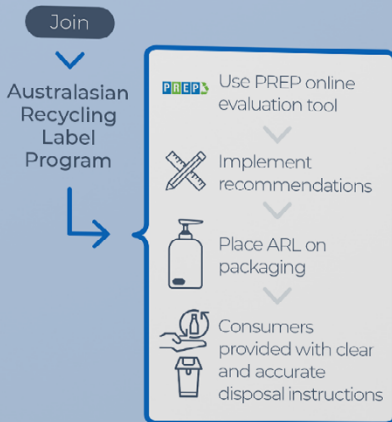 Join
Australasian
Recycling
Label
Program
PREP
Use PREP online
evaluation tool
Implement
recommendations
Place ARL on
packaging
Consumers
provided with clear
and accurate
disposal instructions